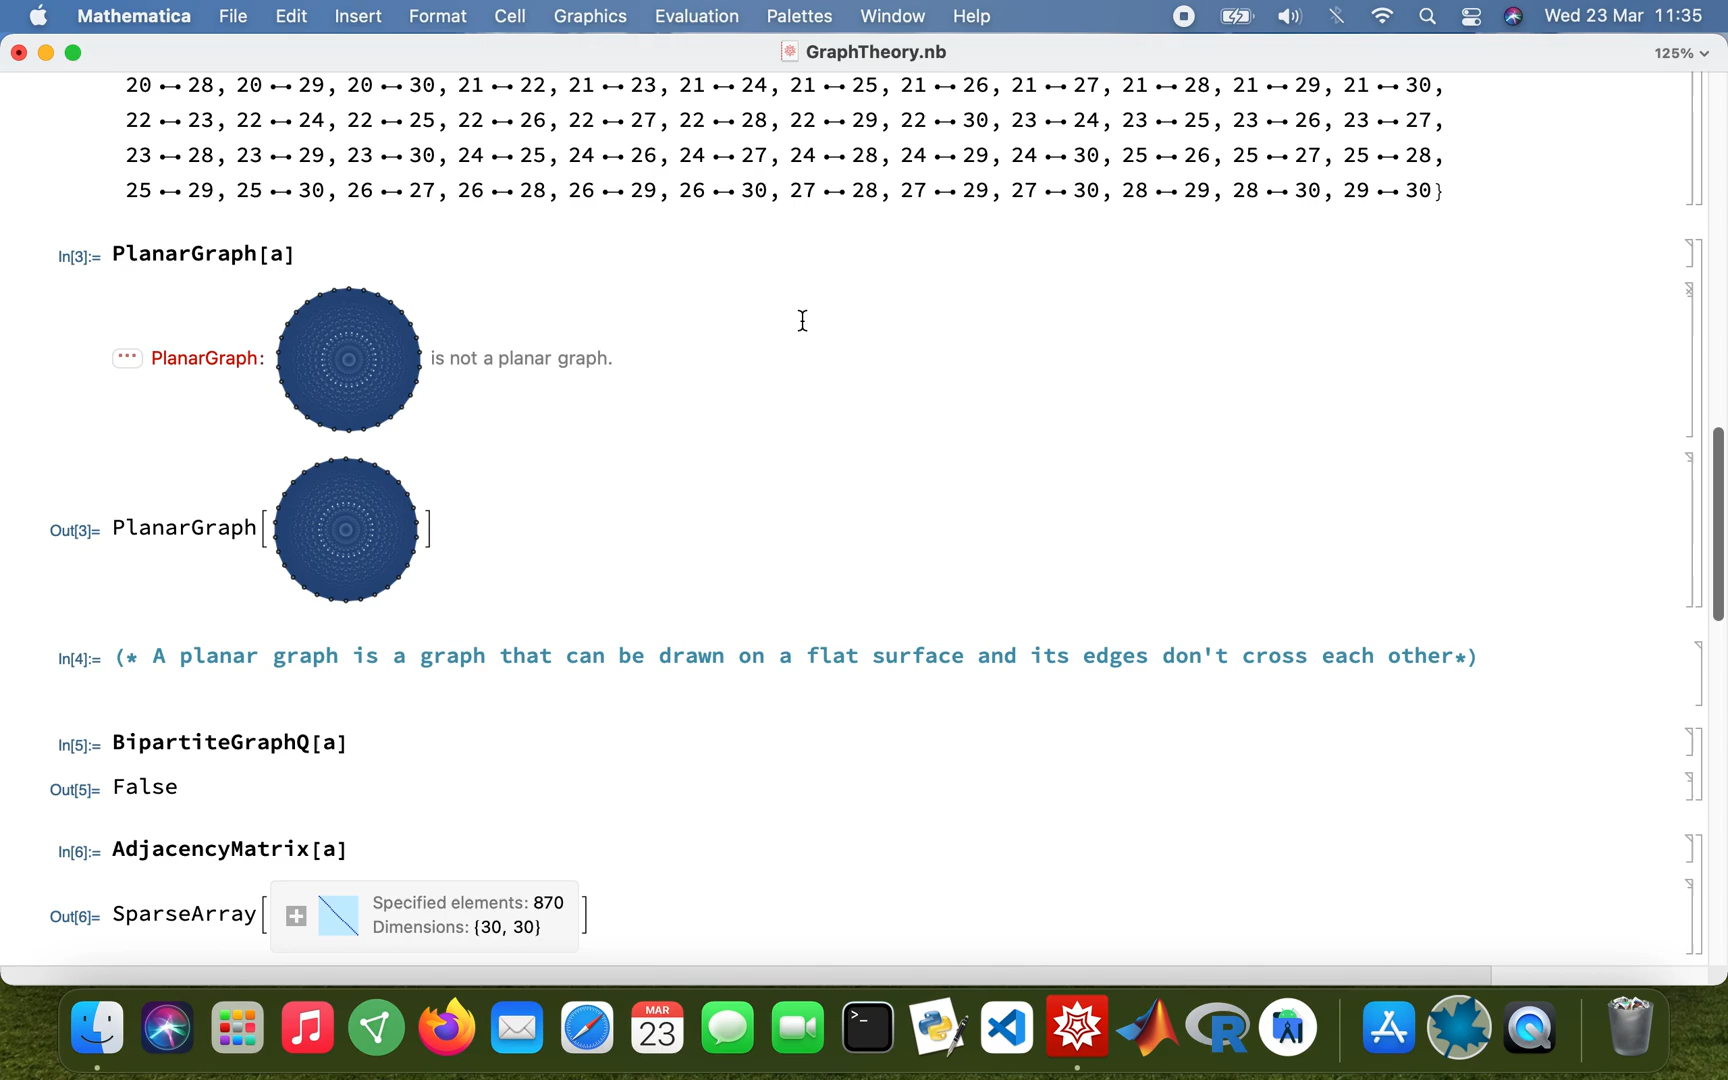 Mathematica File Edit Insert Format Cell Graphics Evaluation Palettes Window Help Wed 23 Mar 11:35
GraphTheory.nb 125%
20 ↔ 28, 20 ↔ 29, 20 ↔ 30, 21 ↔ 22, 21 ↔ 23, 21 ↔ 24, 21 ↔ 25, 21 ↔ 26, 21 ↔ 27, 21 ↔ 28, 21 ↔ 29, 21 ↔ 30,
22 ↔ 23, 22 ↔ 24, 22 ↔ 25, 22 ↔ 26, 22 ↔ 27, 22 ↔ 28, 22 ↔ 29, 22 ↔ 30, 23 ↔ 24, 23 ↔ 25, 23 ↔ 26, 23 ↔ 27,
23 ↔ 28, 23 ↔ 29, 23 ↔ 30, 24 ↔ 25, 24 ↔ 26, 24 ↔ 27, 24 ↔ 28, 24 ↔ 29, 24 ↔ 30, 25 ↔ 26, 25 ↔ 27, 25 ↔ 28,
25 ↔ 29, 25 ↔ 30, 26 ↔ 27, 26 ↔ 28, 26 ↔ 29, 26 ↔ 30, 27 ↔ 28, 27 ↔ 29, 27 ↔ 30, 28 ↔ 29, 28 ↔ 30, 29 ↔ 30}
In[3]:= PlanarGraph[a]
··· PlanarGraph: is not a planar graph.
Out[3]= PlanarGraph[ ]
In[4]:= (* A planar graph is a graph that can be drawn on a flat surface and its edges don't cross each other*)
In[5]:= BipartiteGraphQ[a]
Out[5]= False
In[6]:= AdjacencyMatrix[a]
Out[6]= SparseArray[ Specified elements: 870
Dimensions: {30, 30} ]
MAR
23
>_
R